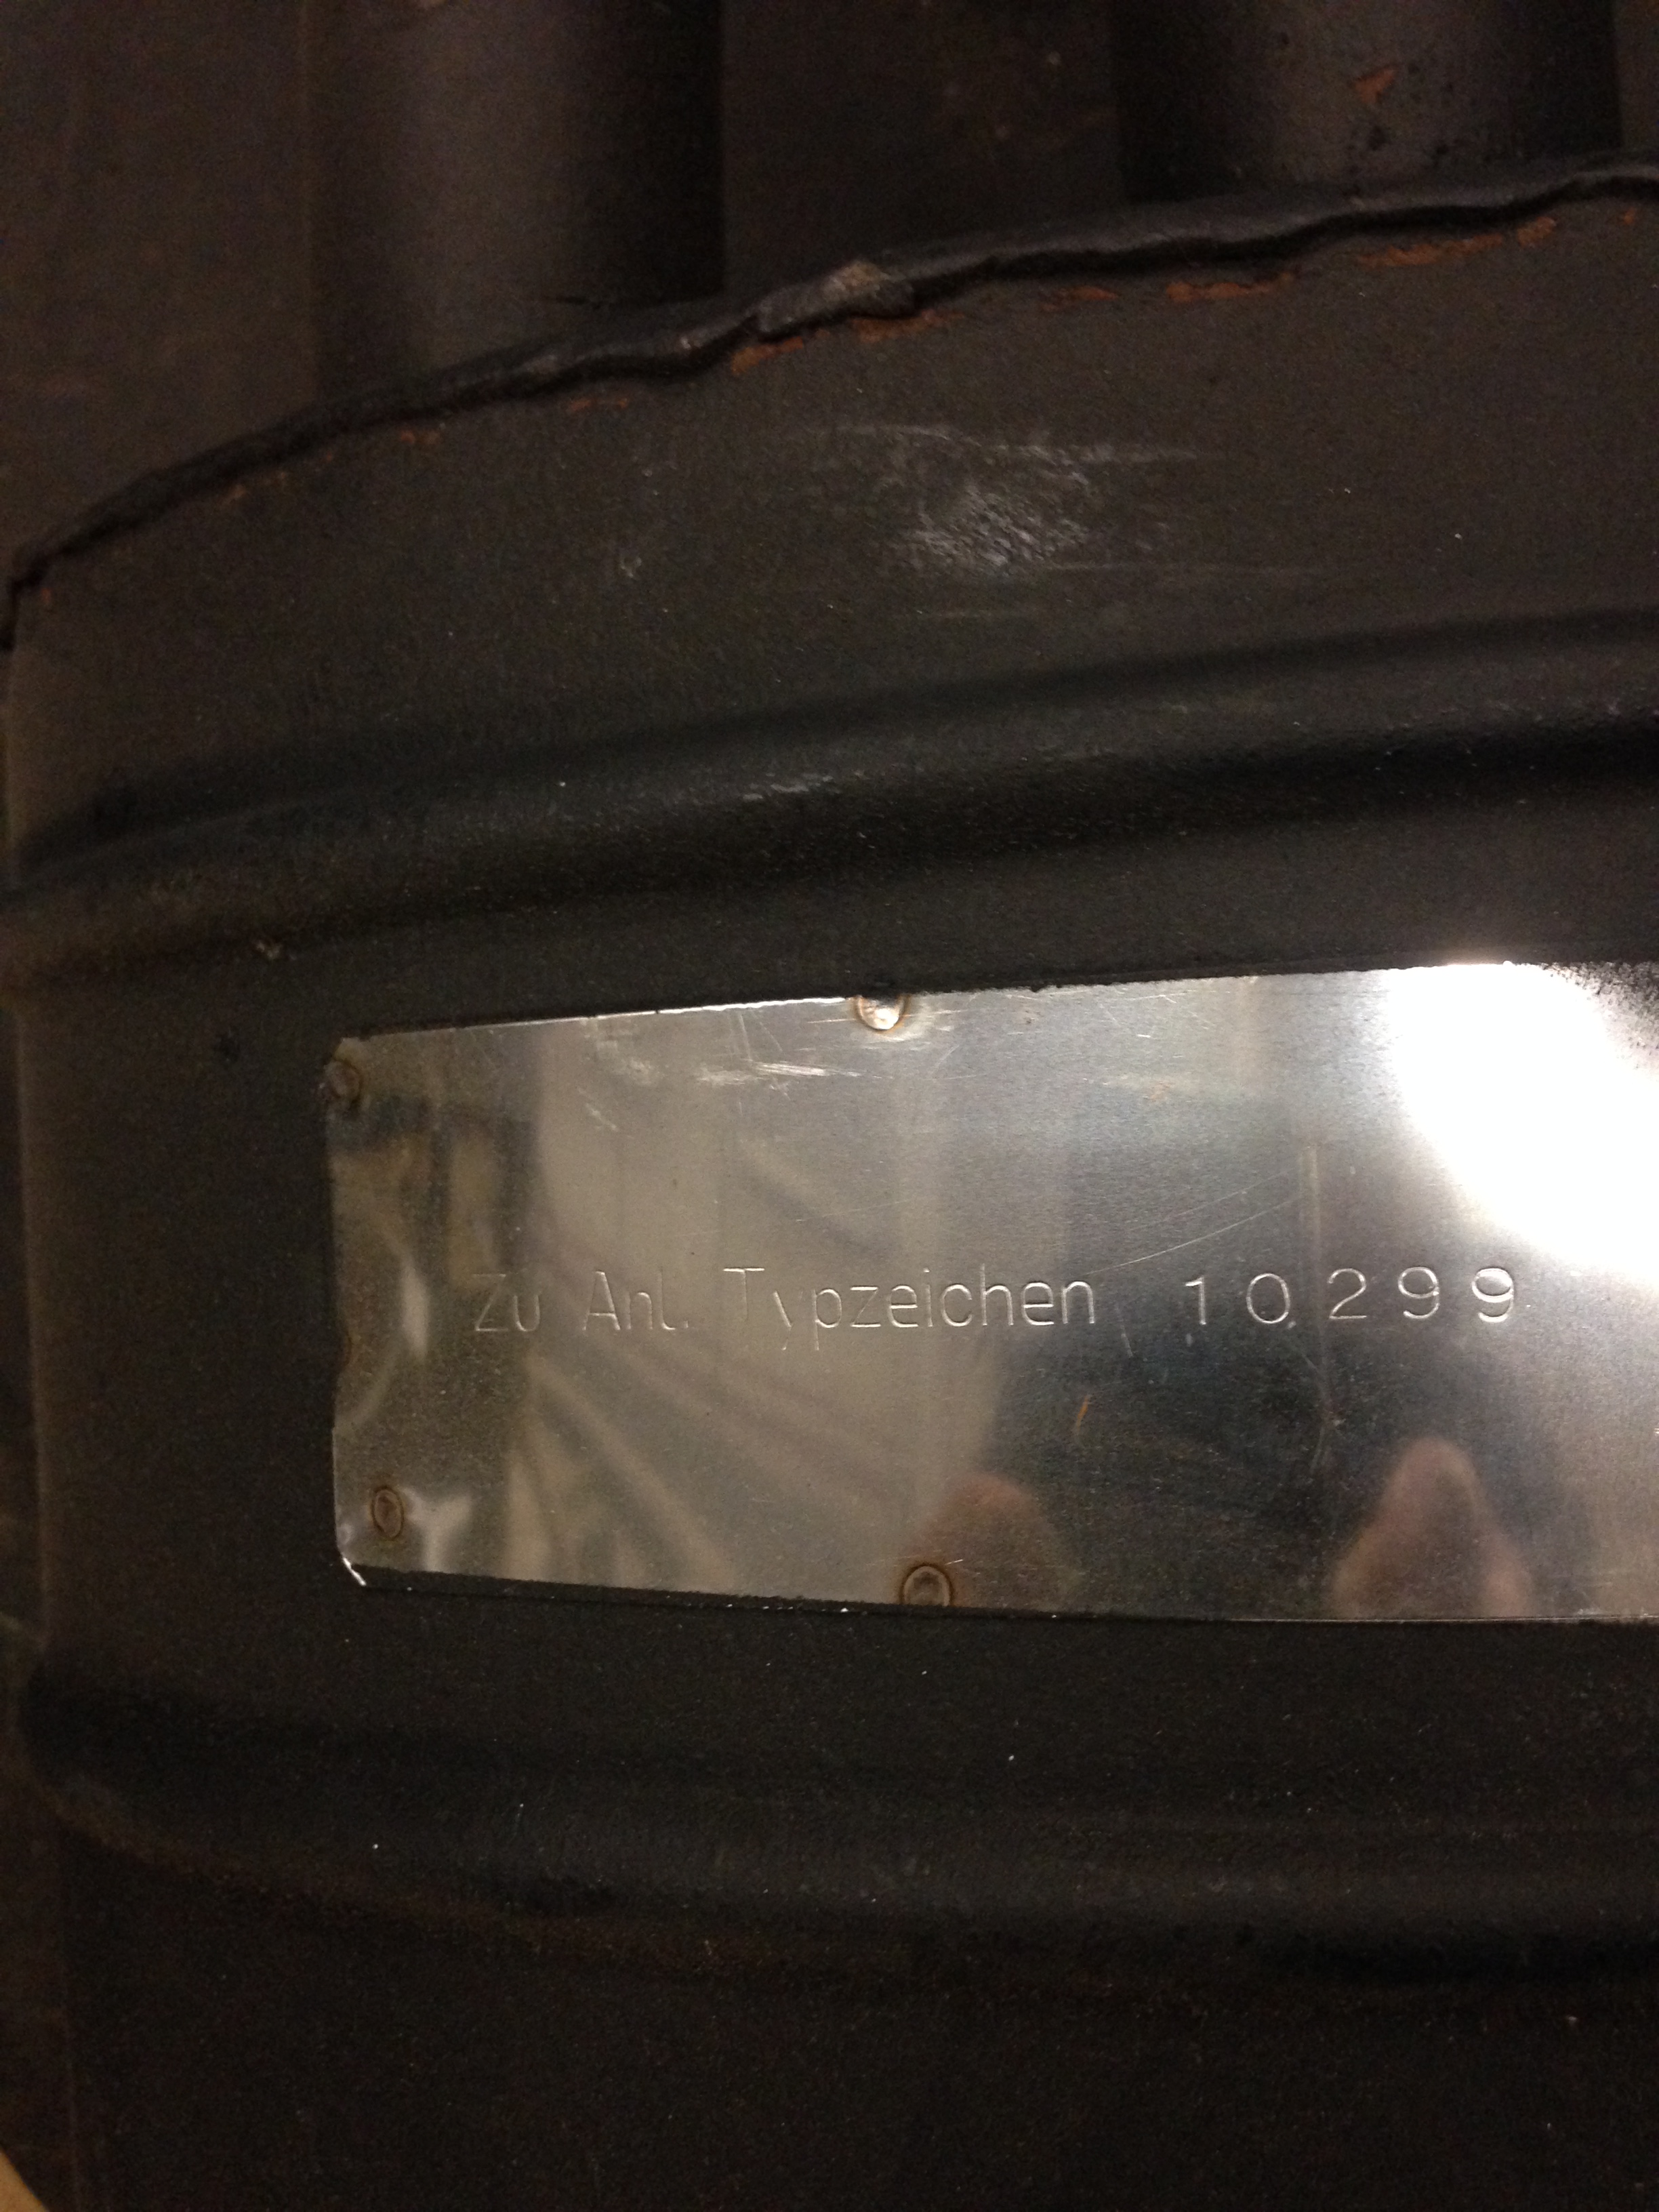 Zu Anl. Typzeichen 10299